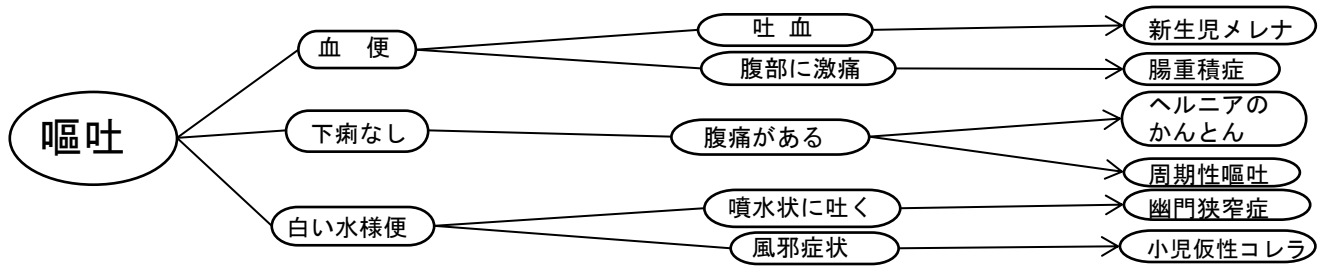 嘔吐
血 便
吐 血
新生児メレナ
腹部に激痛
腸重積症
下痢なし
腹痛がある
ヘルニアの
かんとん
周期性嘔吐
白い水様便
噴水状に吐く
幽門狭窄症
風邪症状
小児仮性コレラ